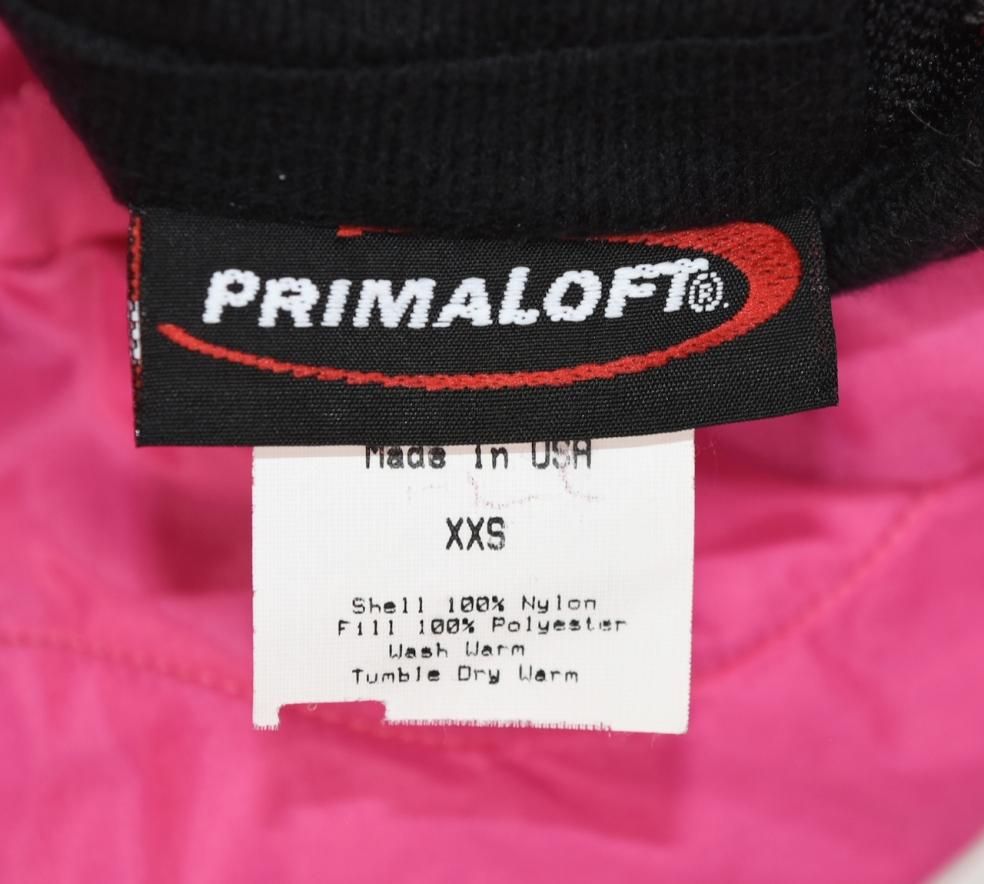 PRIMALOFT®.
Made in USA
XXS
Shell 100% Nylon
Fill 100% Polyester
Wash Warm
Tumble Dry Warm